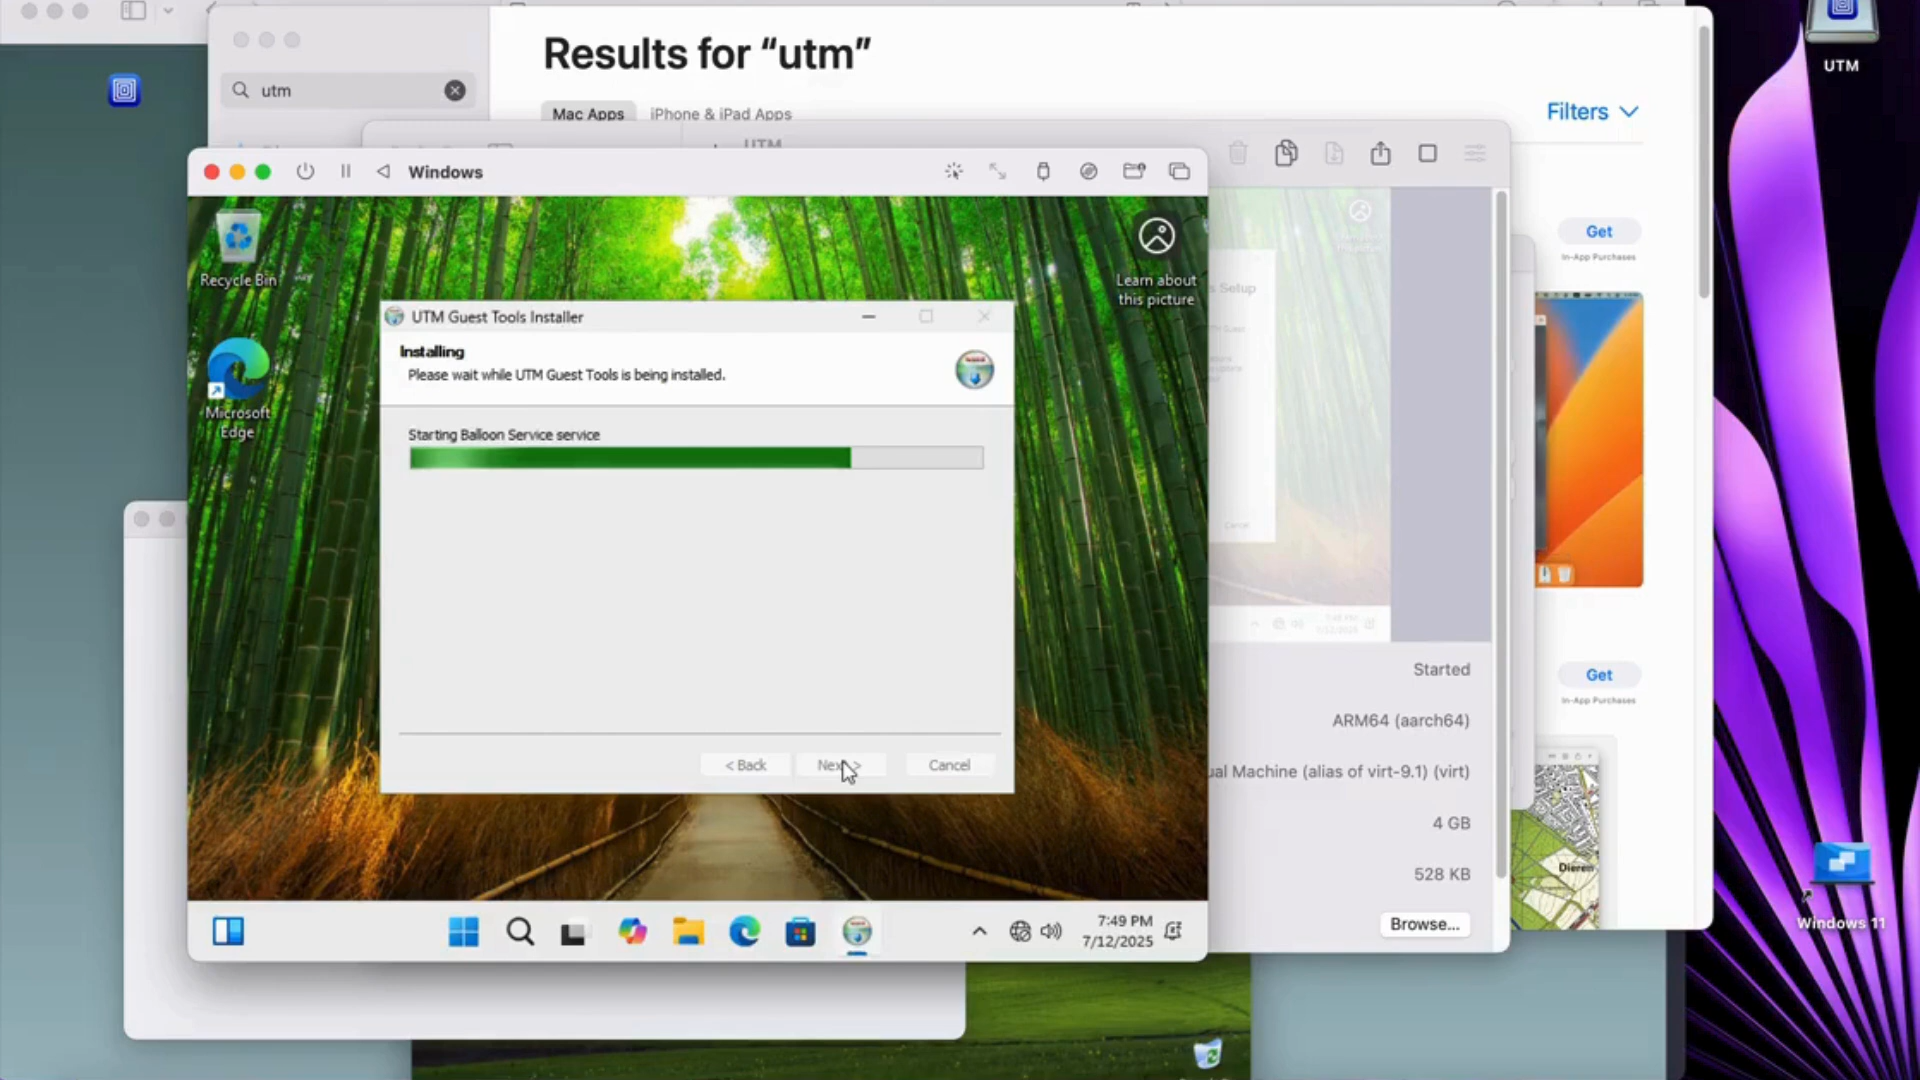 UTM
Results for “utm”
utm
Mac Apps
iPhone & iPad Apps
Filters
UTM
Windows
Get
In-App Purchases
Recycle Bin
Learn about
this picture
s Setup
UTM Guest Tools Installer
Installing
Please wait while UTM Guest Tools is being installed.
Microsoft
Edge
Starting Balloon Service service
Cancel
Started
Get
In-App Purchases
ARM64 (aarch64)
< Back
Cancel
ual Machine (alias of virt-9.1) (virt)
4 GB
Dieren
528 KB
7:49 PM
7/12/2025
Browse...
Windows 11